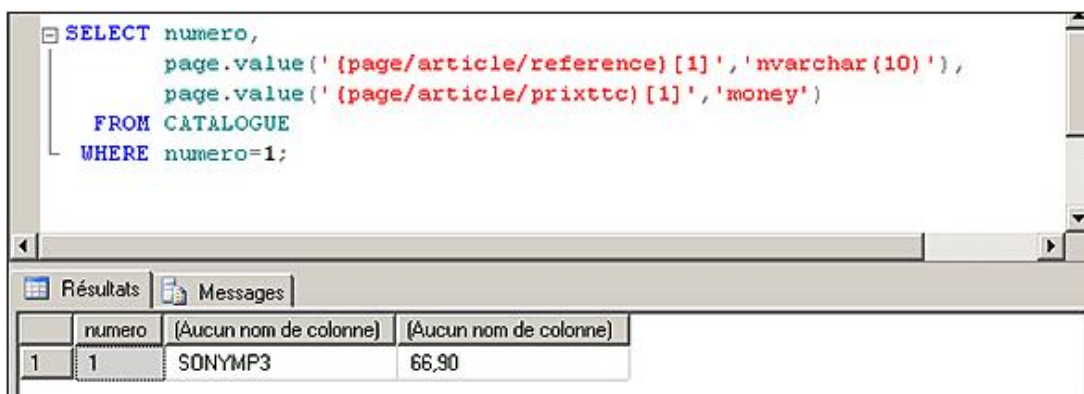 SELECT numero,
page.value('(page/article/reference)[1]','nvarchar(10)'),
page.value('(page/article/prixttc)[1]','money')
FROM CATALOGUE
WHERE numero=1;
Résultats Messages
numero (Aucun nom de colonne) (Aucun nom de colonne)
1 1 SONYMP3 66,90